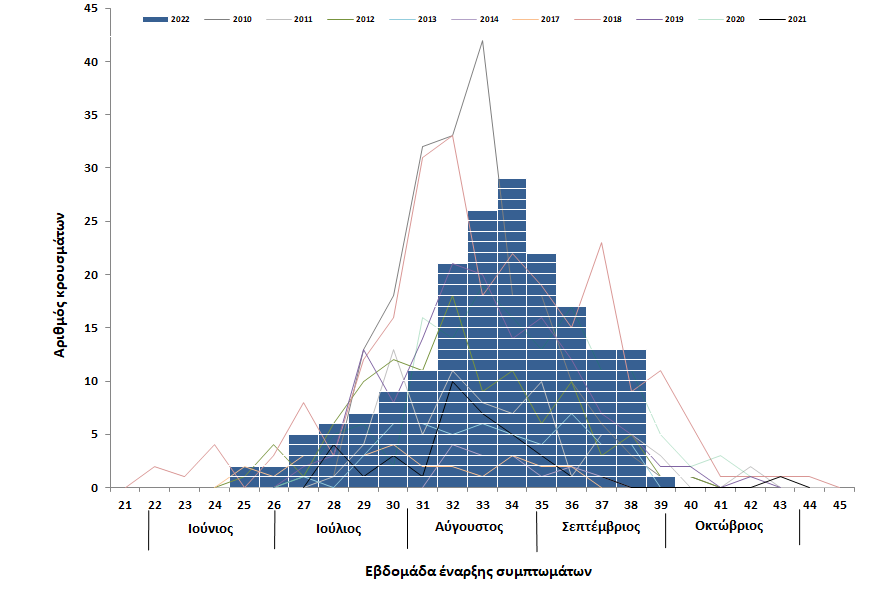 2022 2010 2011 2012 2013 2014 2017 2018 2019 2020 2021
45
40
35
30
25
20
15
10
5
0
Αριθμός κρουσμάτων
21 22 23 24 25 26 27 28 29 30 31 32 33 34 35 36 37 38 39 40 41 42 43 44 45
Ιούνιος Ιούλιος Αύγουστος Σεπτέμβριος Οκτώβριος
Εβδομάδα έναρξης συμπτωμάτων